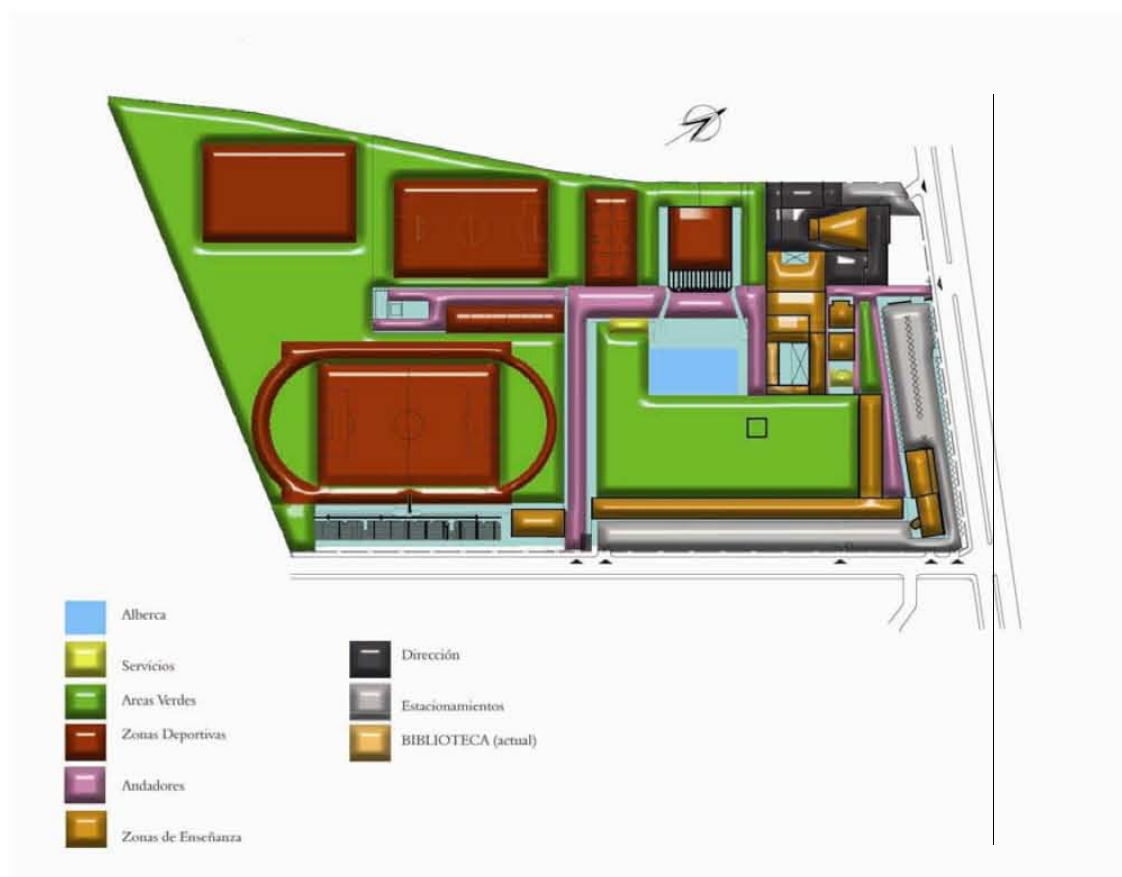 Alberca
Servicios
Areas Verdes
Zonas Deportivas
Andadores
Zonas de Enseñanza
Dirección
Estacionamientos
BIBLIOTECA (actual)